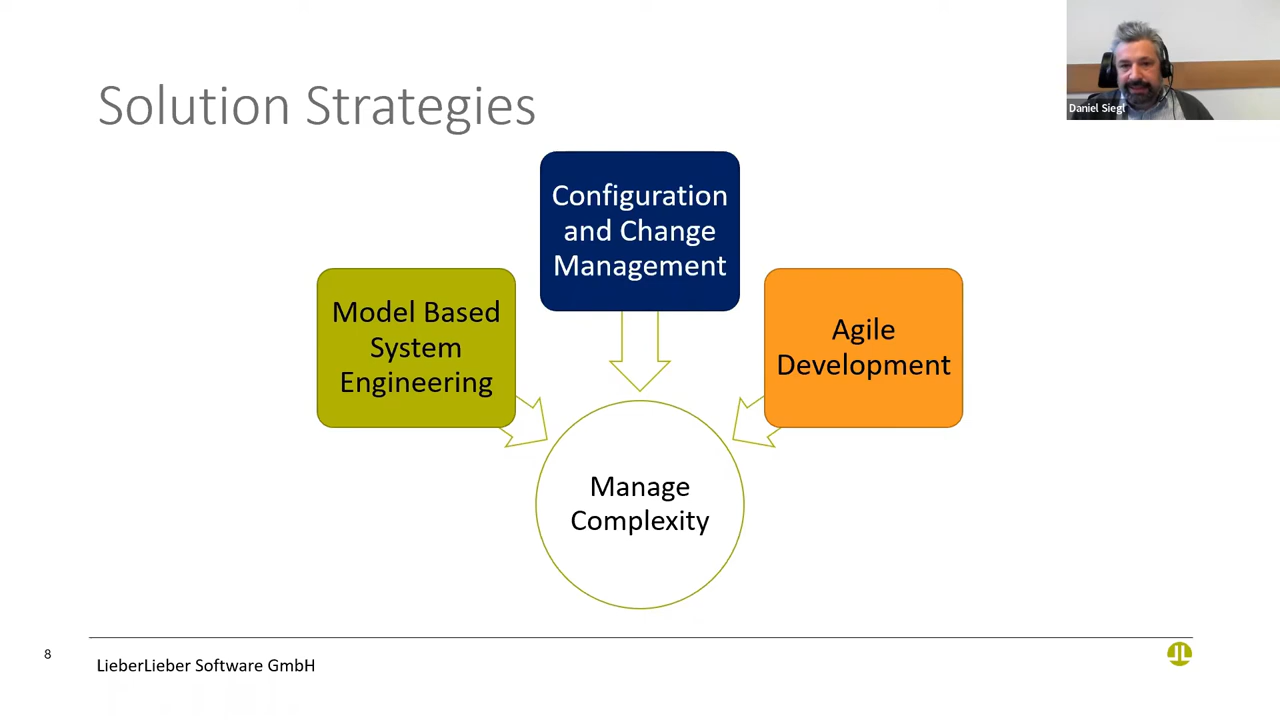 Solution Strategies
Daniel Siegl
Configuration
and Change
Management
Model Based
System
Engineering
Agile
Development
Manage
Complexity
8
LieberLieber Software GmbH